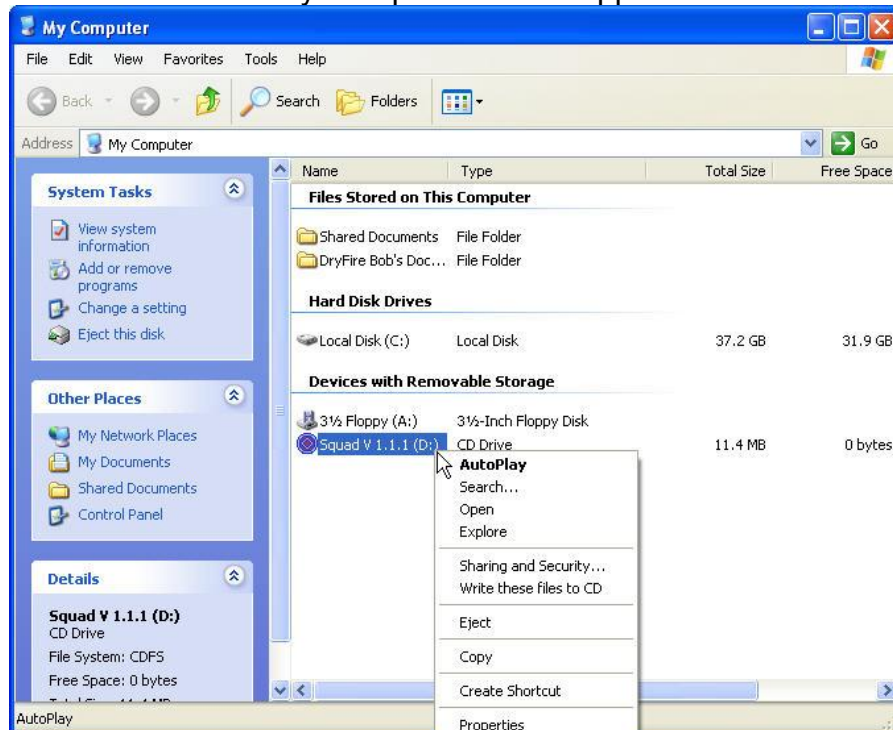 My Computer
File Edit View Favorites Tools Help
Back Search Folders
Address My Computer Go
Name Type Total Size Free Space
System Tasks
View system
information
Add or remove
programs
Change a setting
Eject this disk
Other Places
My Network Places
My Documents
Shared Documents
Control Panel
Details
Squad V 1.1.1 (D:)
CD Drive
File System: CDFS
Free Space: 0 bytes
Files Stored on This Computer
Shared Documents File Folder
DryFire Bob's Doc... File Folder
Hard Disk Drives
Local Disk (C:) Local Disk 37.2 GB 31.9 GB
Devices with Removable Storage
3½ Floppy (A:) 3½-Inch Floppy Disk
Squad V 1.1.1 (D:) CD Drive 11.4 MB 0 bytes
AutoPlay
Search...
Open
Explore
Sharing and Security...
Write these files to CD
Eject
Copy
Create Shortcut
Properties
AutoPlay